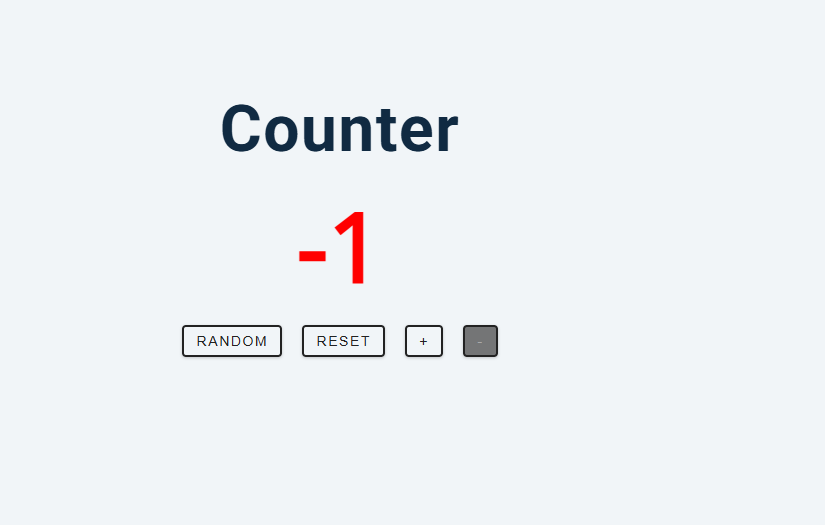 Counter
-1
RANDOM RESET + -